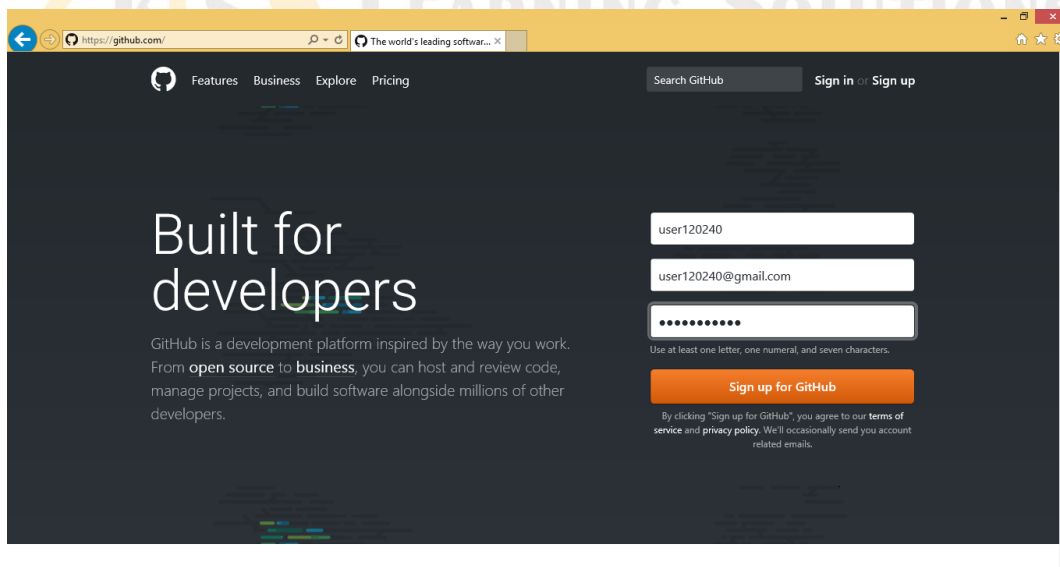 LEARNING SOLUTION
https://github.com/
The world's leading softwar...
Features Business Explore Pricing
Search GitHub
Sign in or Sign up
Built for
developers
GitHub is a development platform inspired by the way you work.
From open source to business, you can host and review code,
manage projects, and build software alongside millions of other
developers.
user120240
user120240@gmail.com
•••••••••••
Use at least one letter, one numeral, and seven characters.
Sign up for GitHub
By clicking "Sign up for GitHub", you agree to our terms of
service and privacy policy. We'll occasionally send you account
related emails.